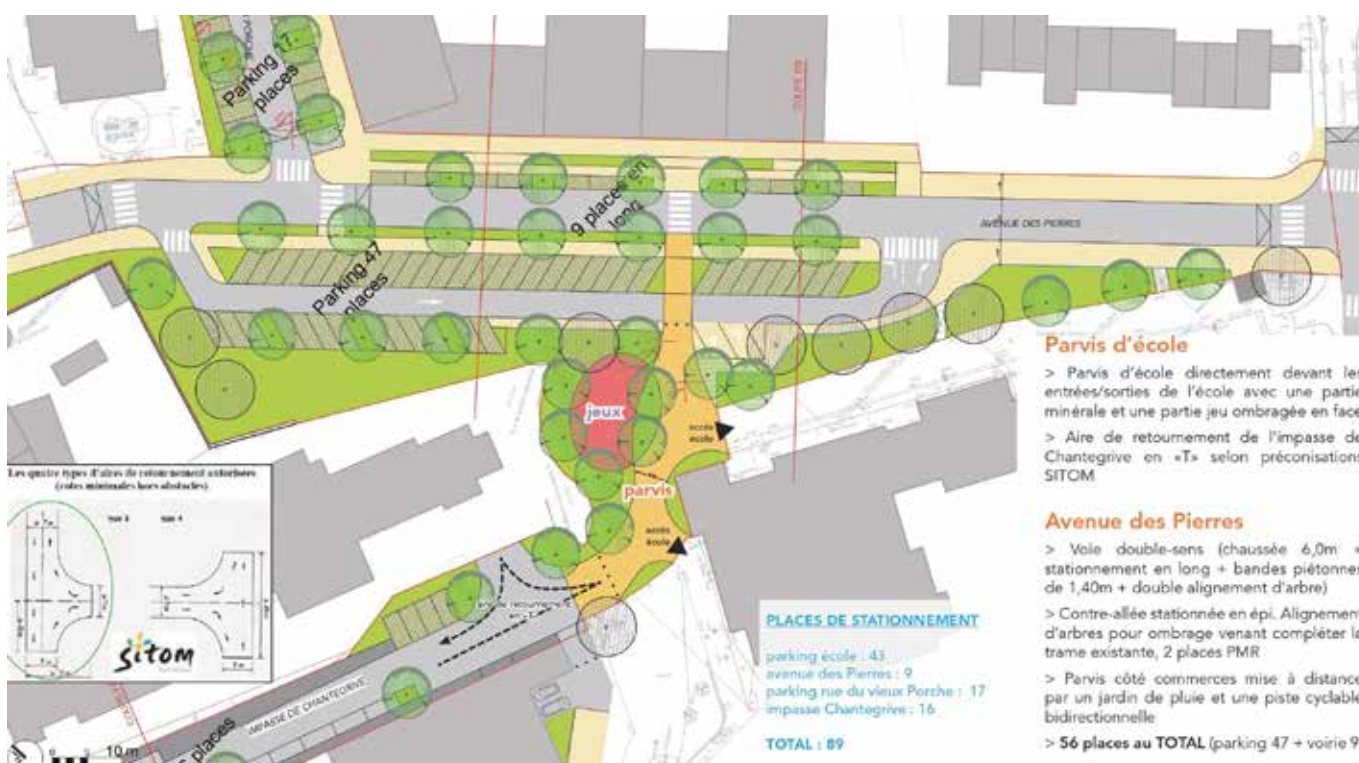 Parking 17
places
COUPE BB
9 places en
long
AVENUE DES PIERRES
Parking 47
places
jeux
accès
école
parvis
accès
école
aire de retournement
IMPASSE DE CHANTEGRIVE
places
10 m
Les quatre types d'aires de retournement autorisées
(cotes minimales hors obstacles)
sitom
PLACES DE STATIONNEMENT
parking école : 43
avenue des Pierres : 9
parking rue du vieux Porche : 17
impasse Chantegrive : 16
TOTAL : 89
Parvis d'école
> Parvis d'école directement devant les
entrées/sorties de l'école avec une partie
minérale et une partie jeu ombragée en face
> Aire de retournement de l'impasse de
Chantegrive en «T» selon préconisations
SITOM
Avenue des Pierres
> Voie double-sens (chaussée 6,0m +
stationnement en long + bandes piétonnes
de 1,40m + double alignement d'arbre)
> Contre-allée stationnée en épi. Alignement
d'arbres pour ombrage venant compléter la
trame existante, 2 places PMR
> Parvis côté commerces mise à distance
par un jardin de pluie et une piste cyclable
bidirectionnelle
> 56 places au TOTAL (parking 47 + voirie 9